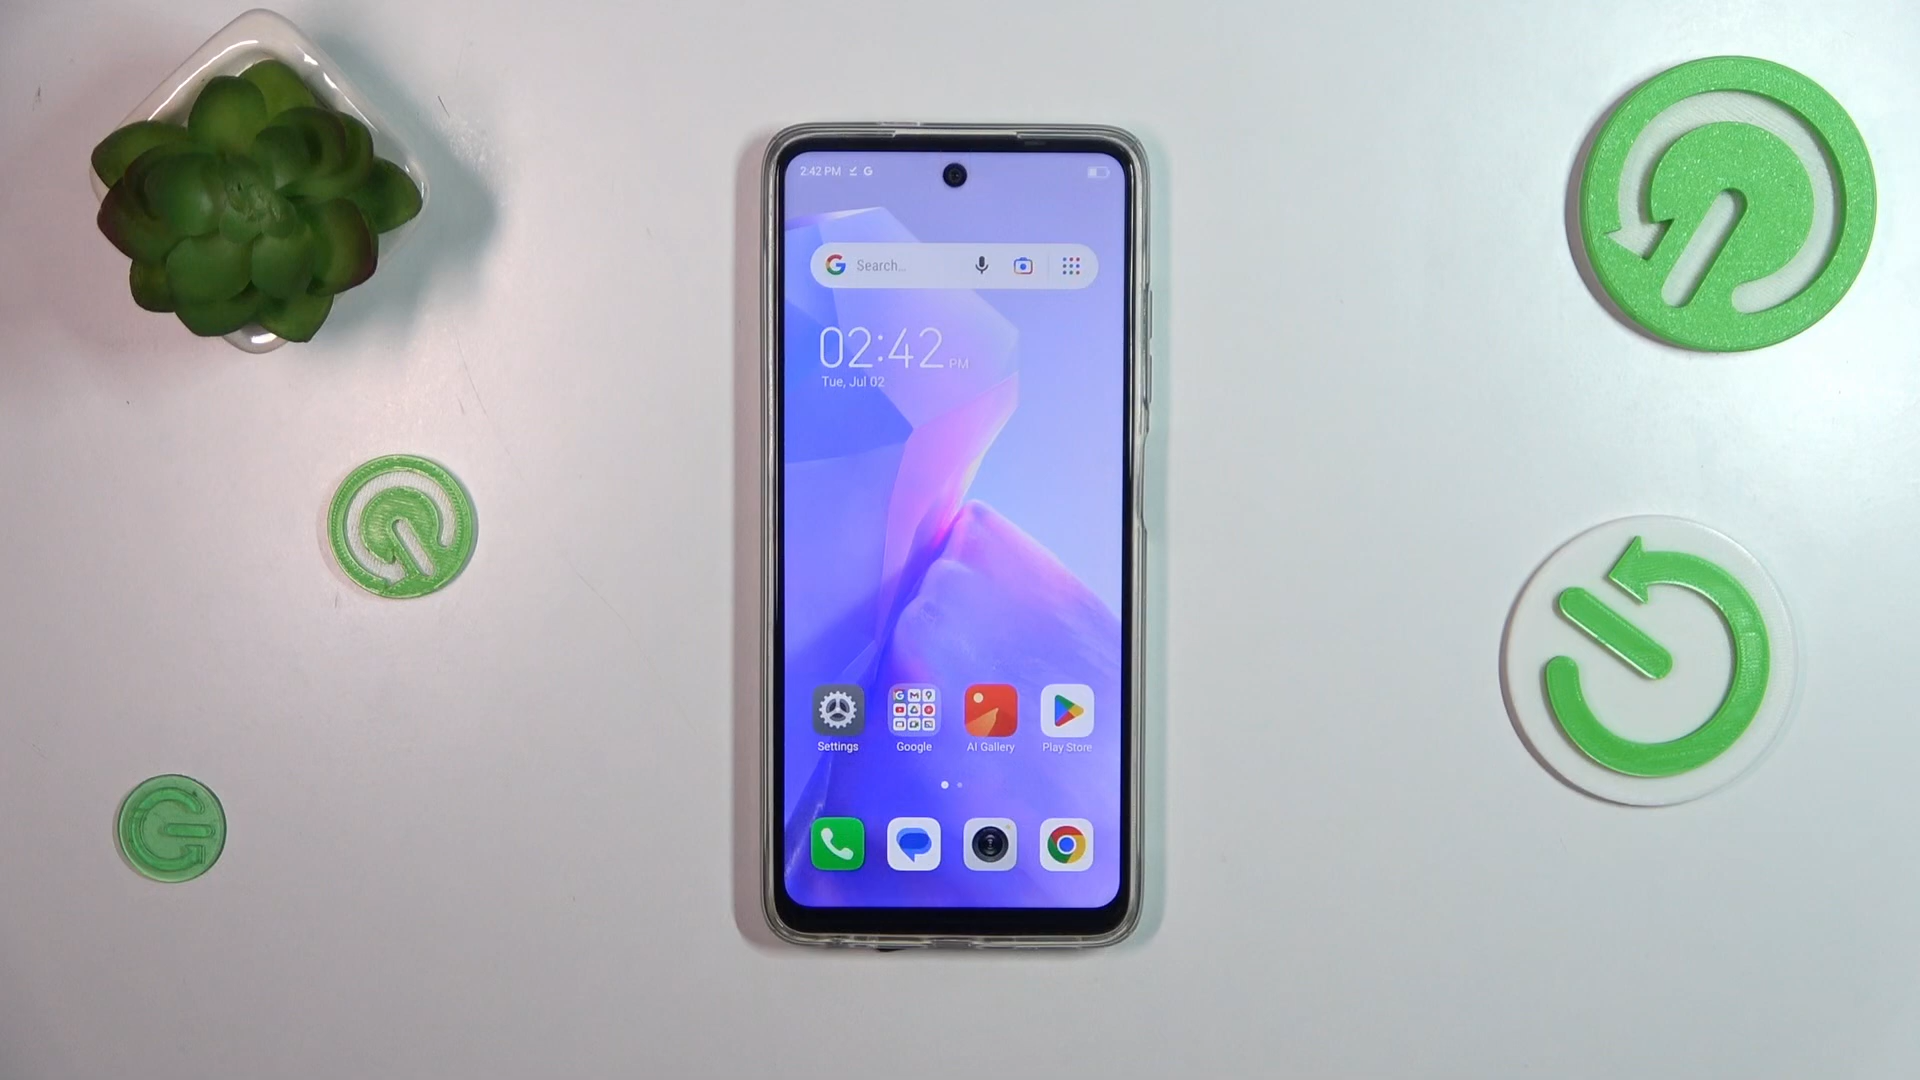 2:42 PM G
G Search...
02:42 PM
Tue, Jul 02
Settings Google AI Gallery Play Store